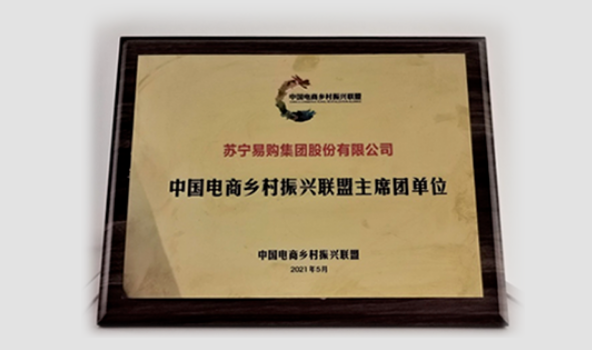 中国电商乡村振兴联盟
苏宁易购集团股份有限公司
中国电商乡村振兴联盟主席团单位
中国电商乡村振兴联盟
2021年5月